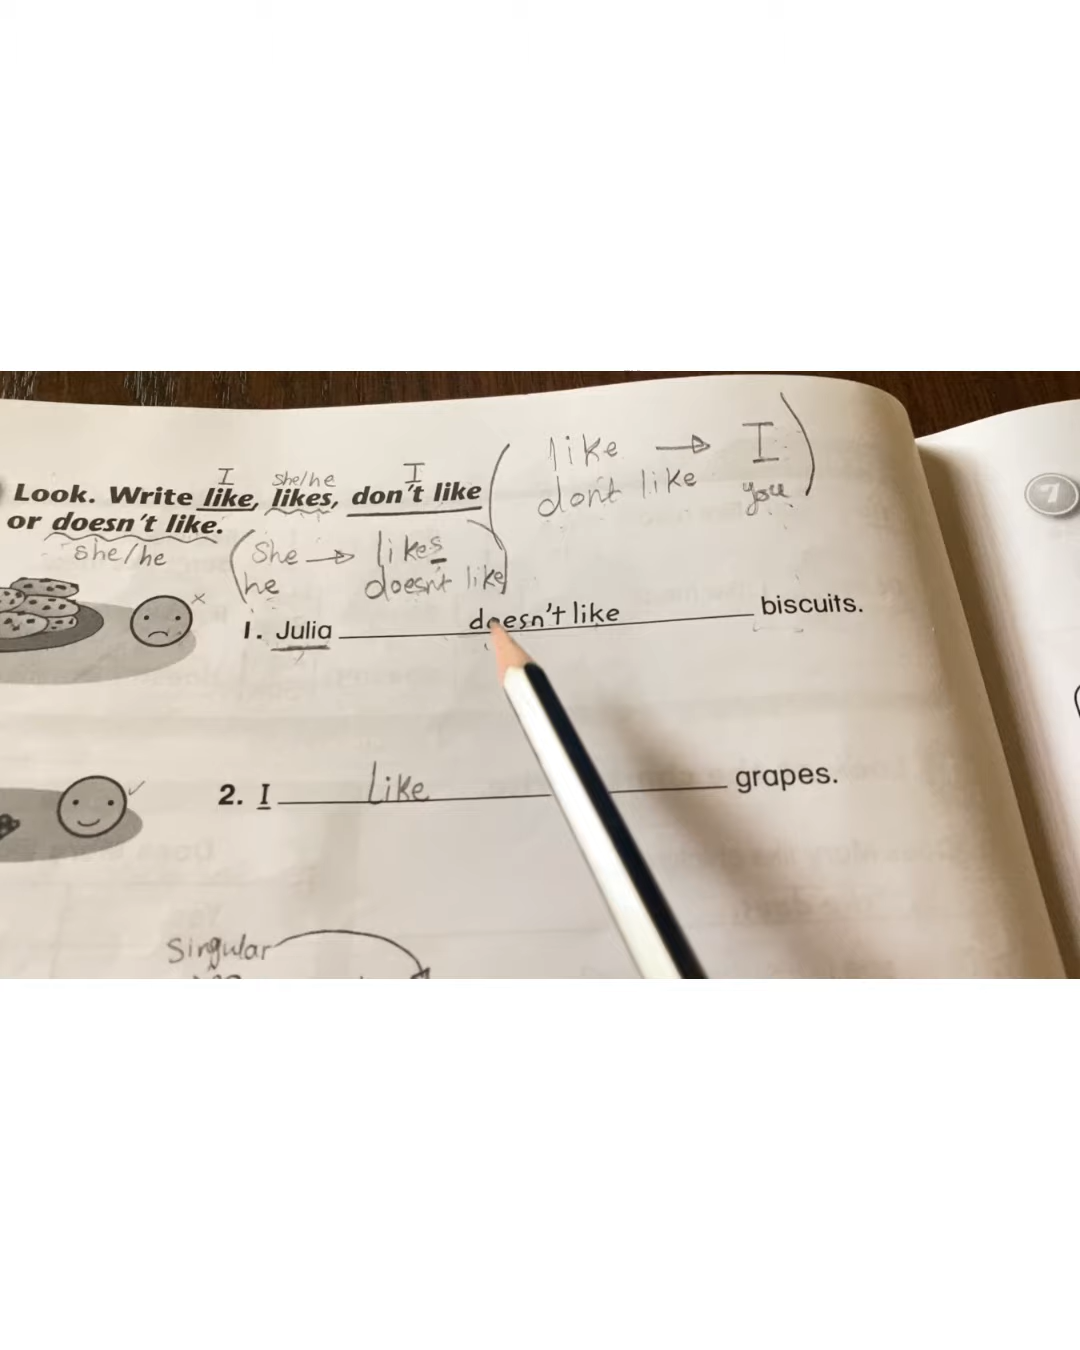 like → I
I she/he I
don't like you
Look. Write like, likes, don't like
or doesn't like.
she/he
She → likes
he doesn't like
1. Julia doesn't like biscuits.
2. I like grapes.
Singular
7